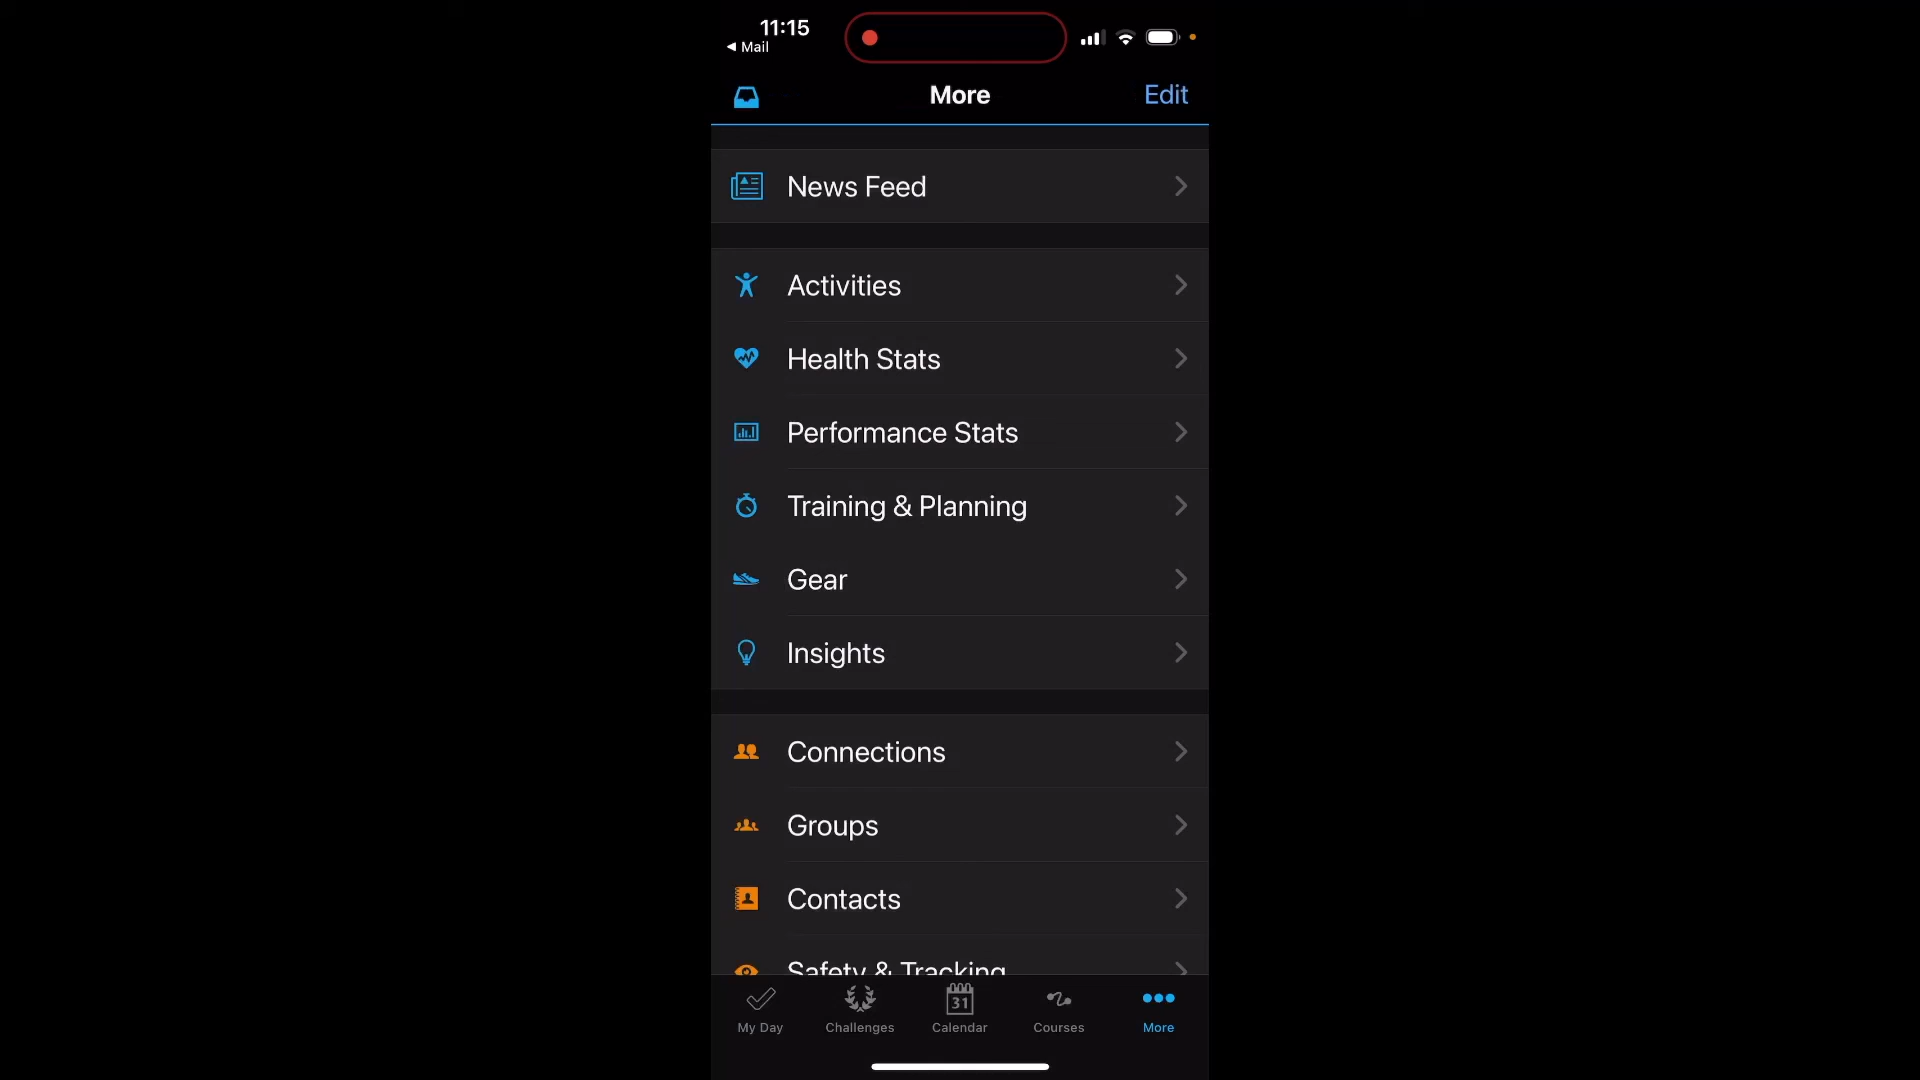 11:15
◀ Mail
More
Edit
News Feed
Activities
Health Stats
Performance Stats
Training & Planning
Gear
Insights
Connections
Groups
Contacts
Safety & Tracking
My Day
Challenges
31
Calendar
Courses
More